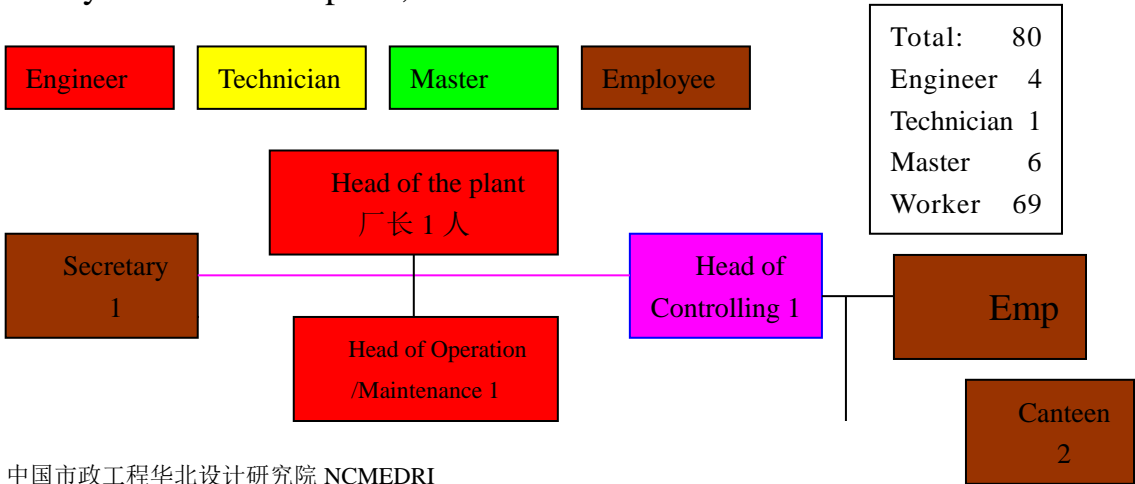 Engineer
Technician
Master
Employee
Total: 80
Engineer 4
Technician 1
Master 6
Worker 69
Head of the plant
厂长 1 人
Secretary
1
Head of
Controlling 1
Emp
Head of Operation
/Maintenance 1
Canteen
2
中国市政工程华北设计研究院 NCMEDRI